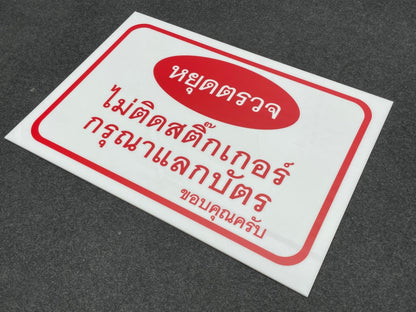 หยุดตรวจ
ไม่ติดสติ๊กเกอร์
กรุณาแลกบัตร
ขอบคุณครับ